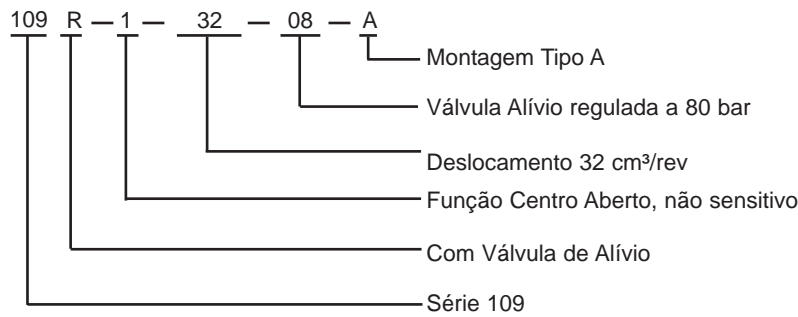 109 R — 1 — 32 — 08 — A
Montagem Tipo A
Válvula Alívio regulada a 80 bar
Deslocamento 32 cm³/rev
Função Centro Aberto, não sensitivo
Com Válvula de Alívio
Série 109